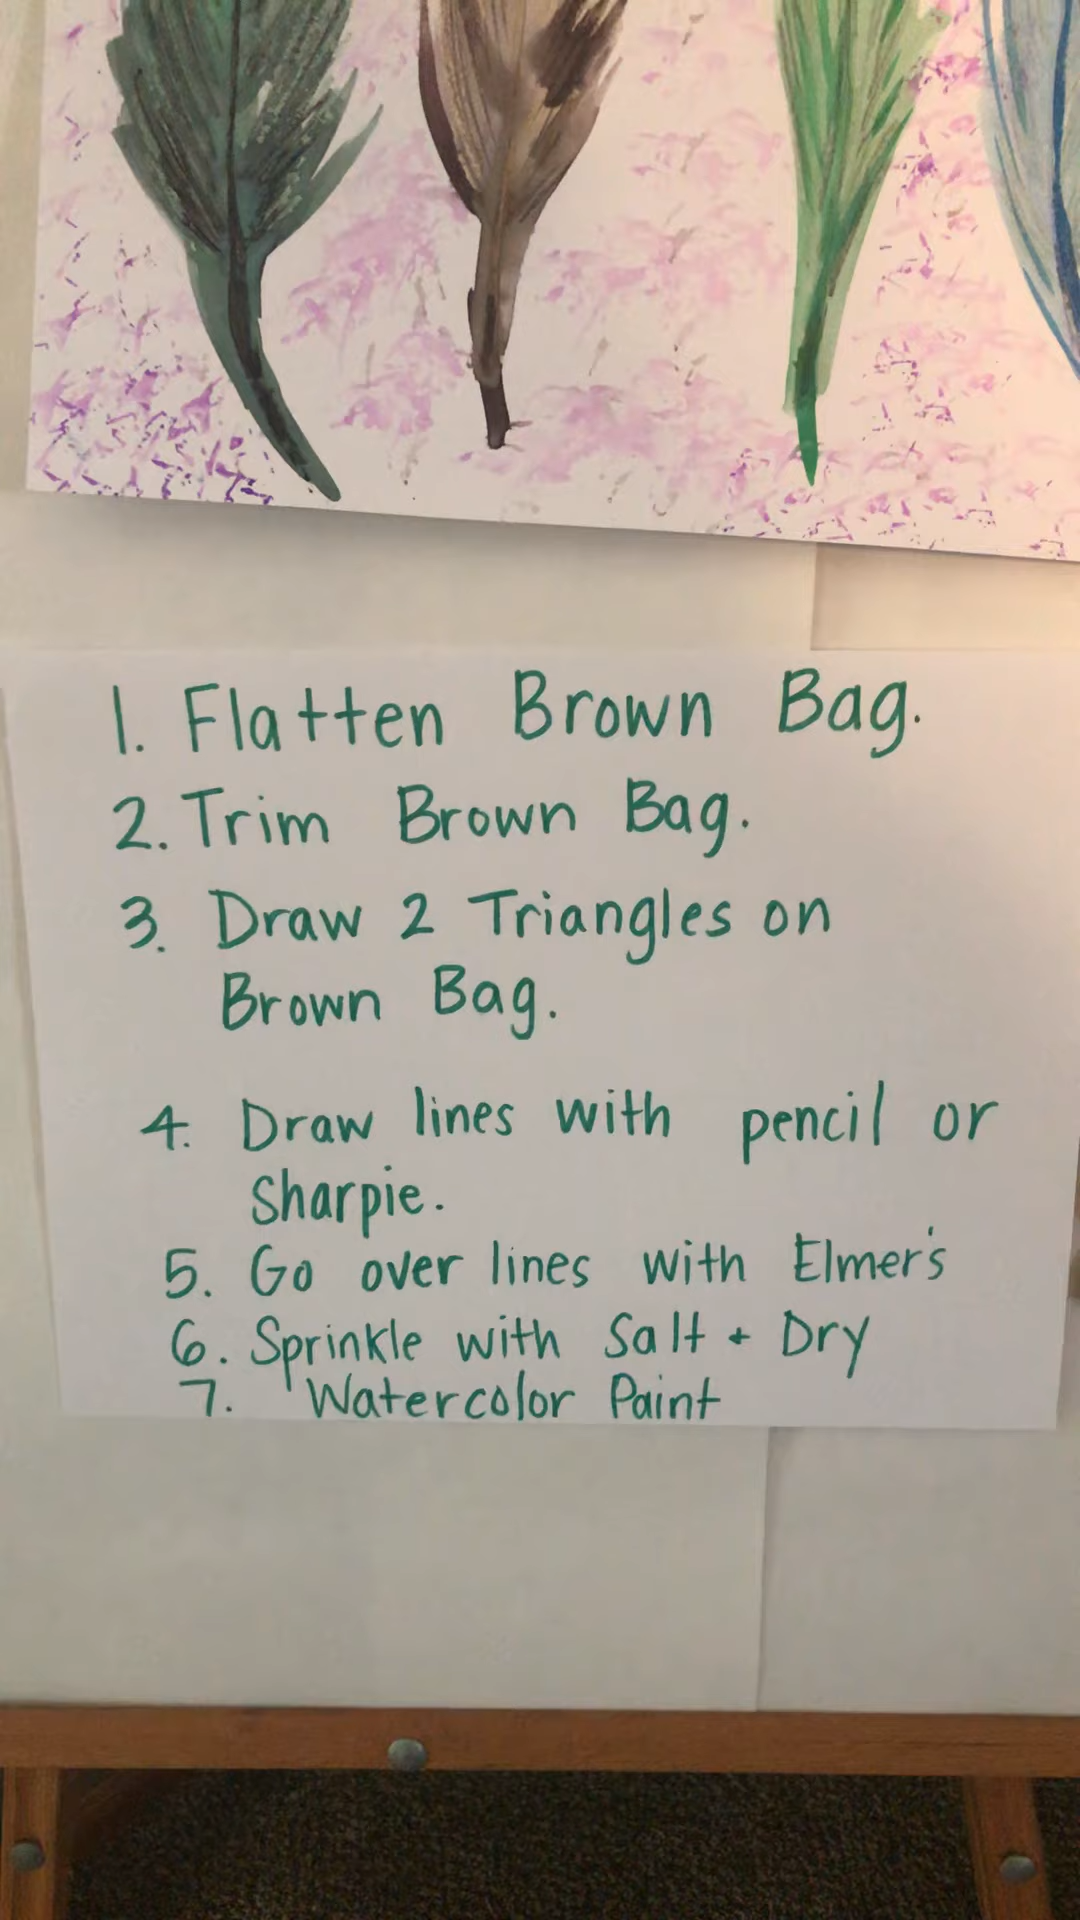 1. Flatten Brown Bag.
2. Trim Brown Bag.
3. Draw 2 Triangles on
Brown Bag.
4. Draw lines with pencil or
Sharpie.
5. Go over lines with Elmer's
6. Sprinkle with Salt + Dry
7. Watercolor Paint